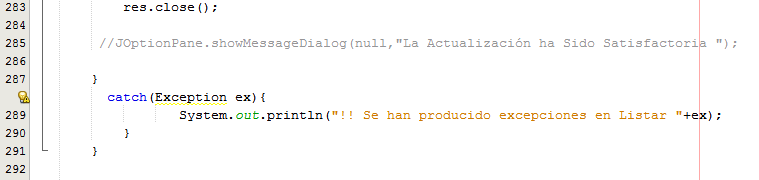 283 res.close();
284
285 //JOptionPane.showMessageDialog(null,"La Actualización ha Sido Satisfactoria ");
286
287 }
catch(Exception ex){
289 System.out.println("!! Se han producido excepciones en Listar "+ex);
290 }
291 }
292